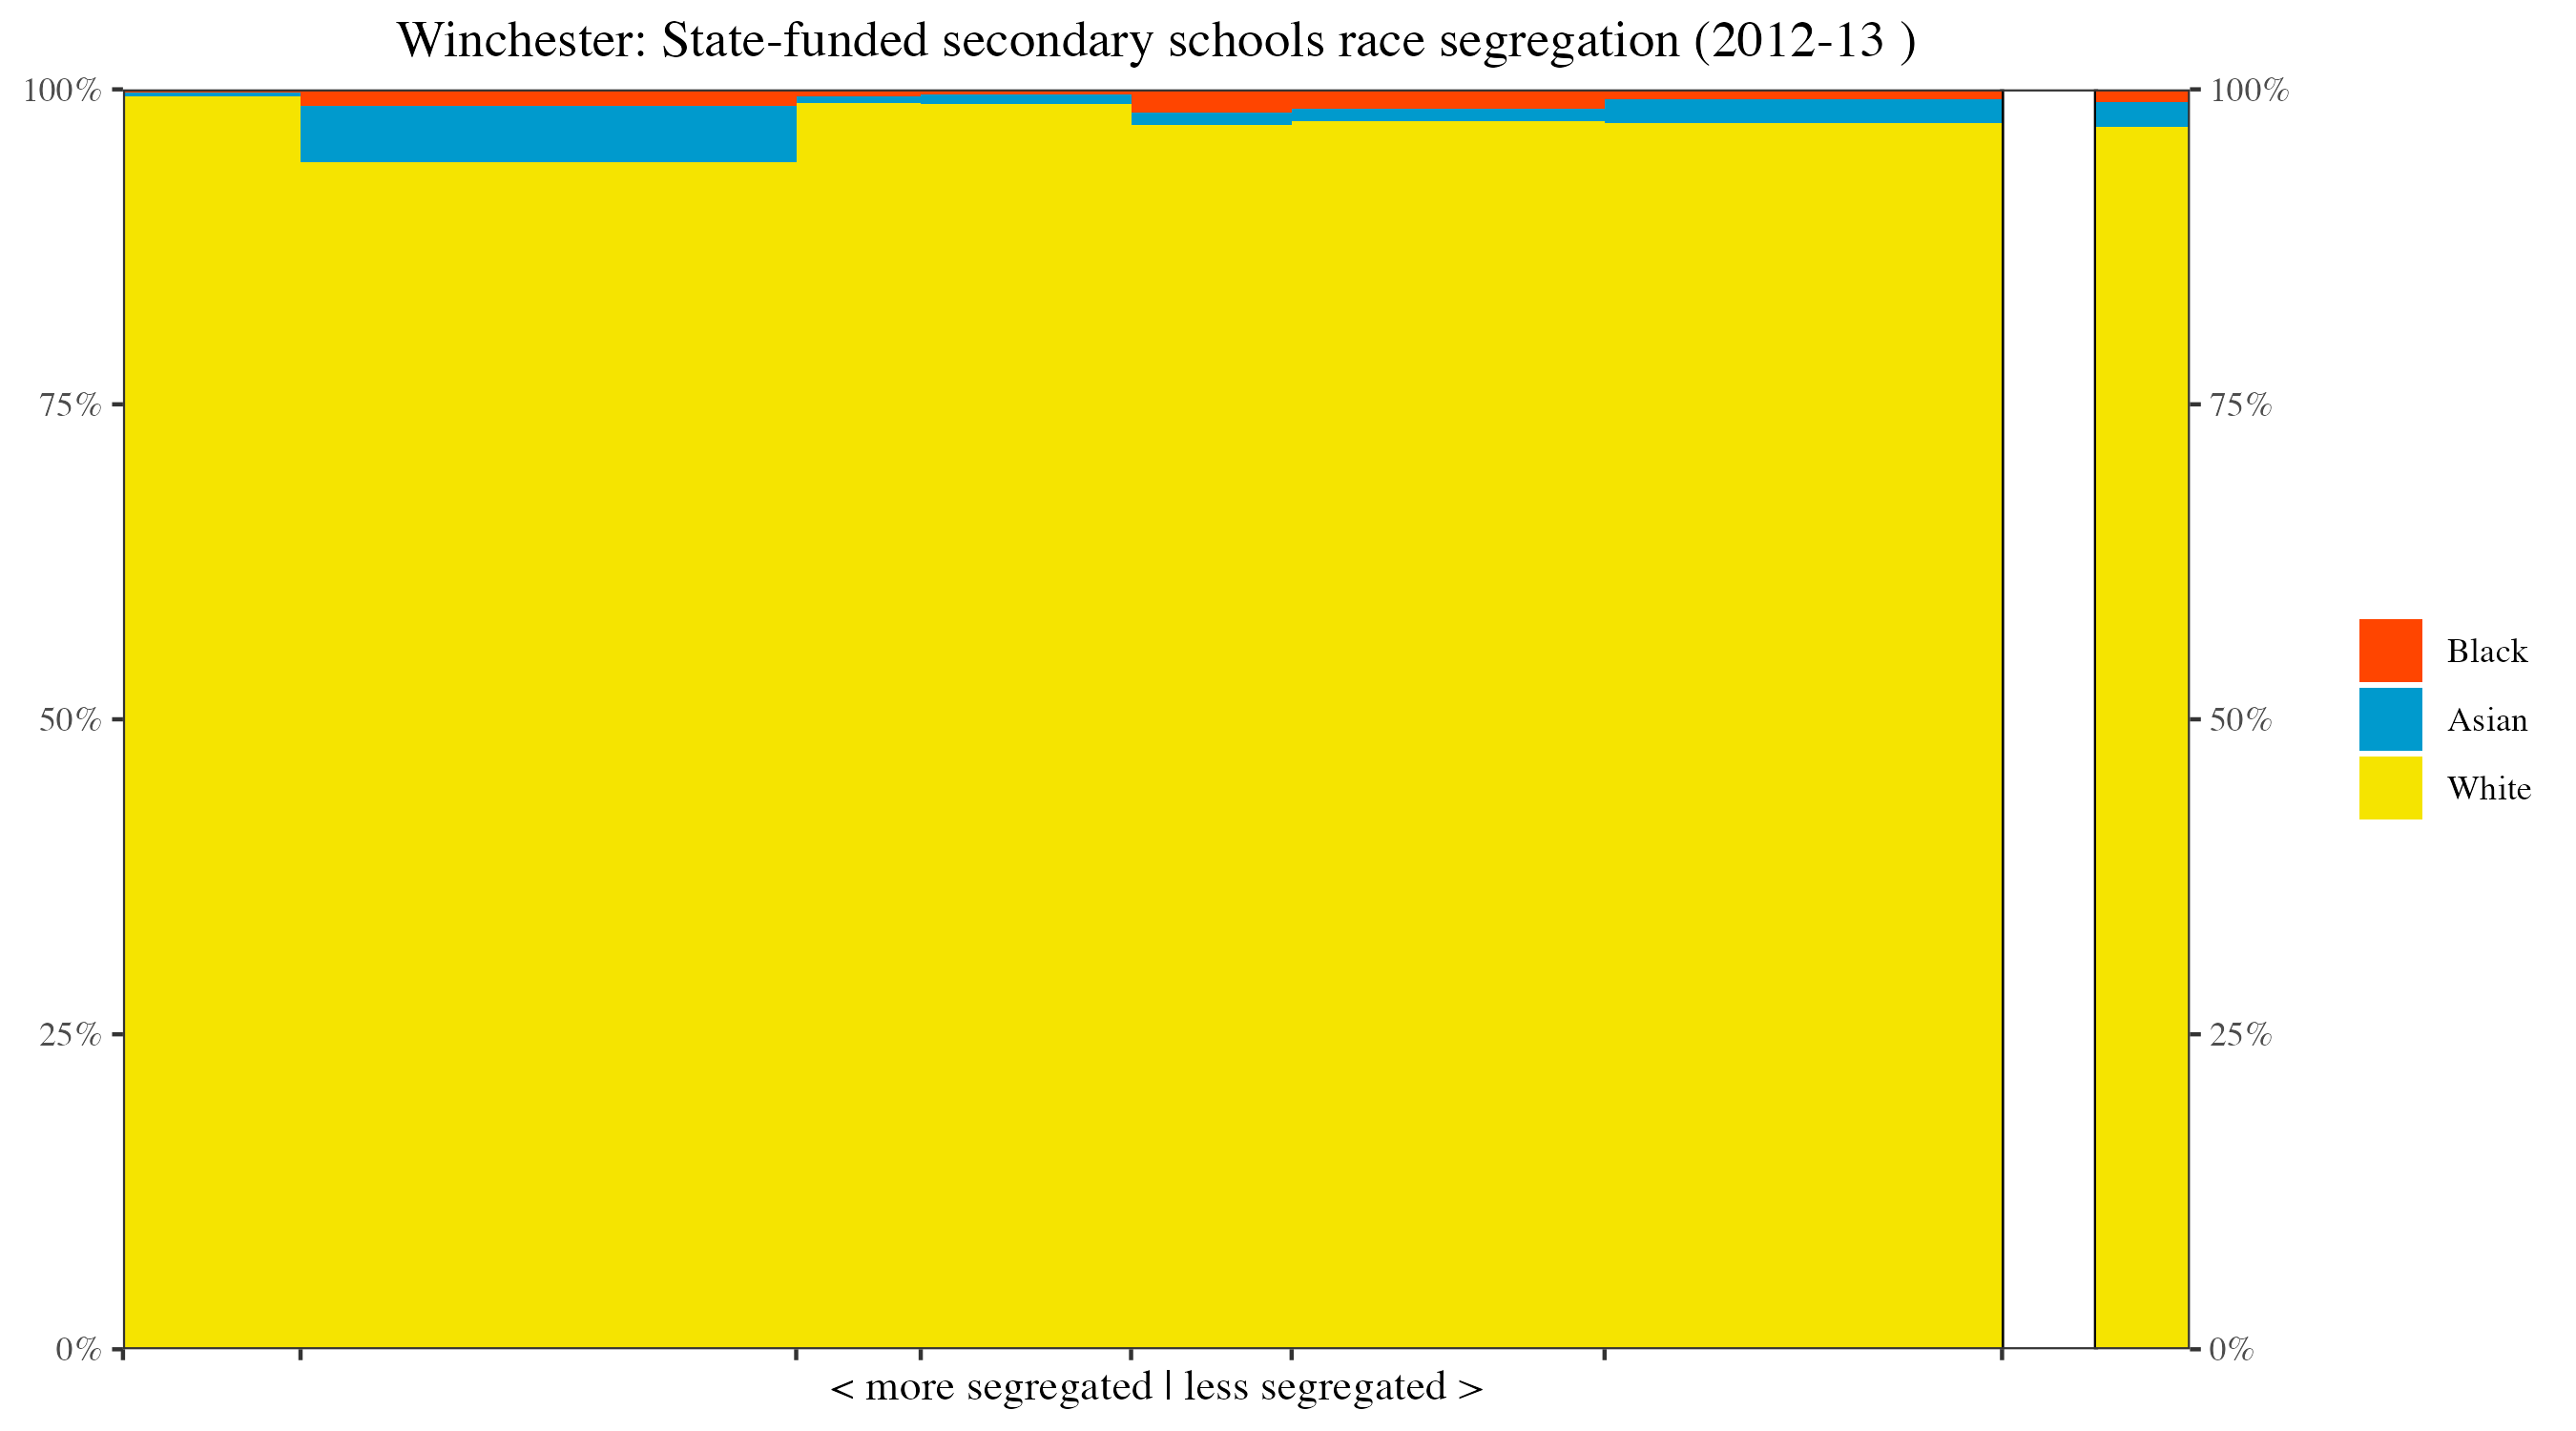 Winchester: State-funded secondary schools race segregation (2012-13 )
100%
75%
50%
25%
0%
100%
75%
50%
25%
0%
Black
Asian
White
< more segregated | less segregated >